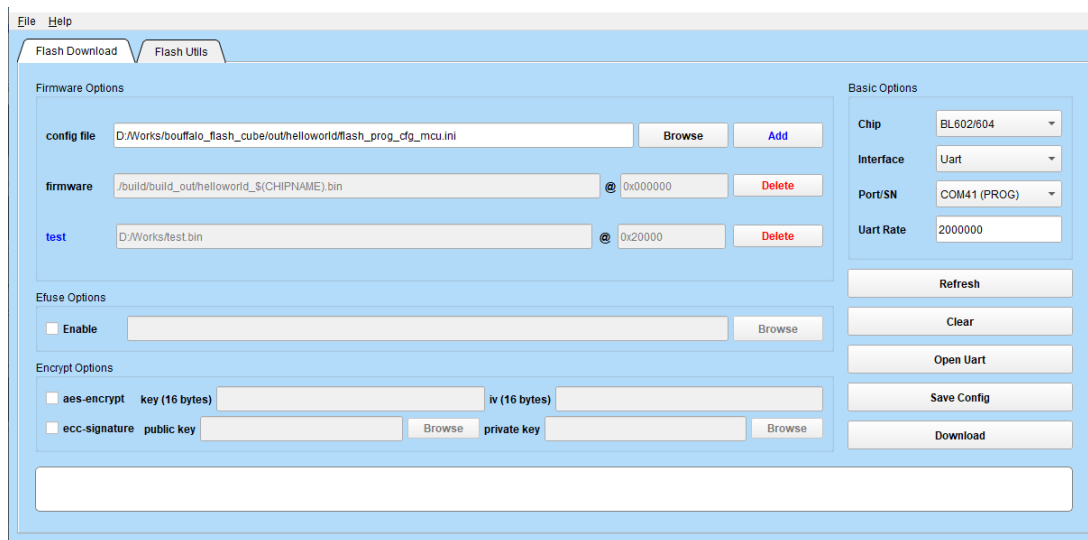 File Help
Flash Download Flash Utils
Firmware Options
config file D:/Works/bouffalo_flash_cube/out/helloworld/flash_prog_cfg_mcu.ini Browse Add
firmware ./build/build_out/helloworld_$(CHIPNAME).bin @ 0x000000 Delete
test D:/Works/test.bin @ 0x20000 Delete
Efuse Options
Enable Browse
Encrypt Options
aes-encrypt key (16 bytes) iv (16 bytes)
ecc-signature public key Browse private key Browse
Basic Options
Chip BL602/604
Interface Uart
Port/SN COM41 (PROG)
Uart Rate 2000000
Refresh
Clear
Open Uart
Save Config
Download